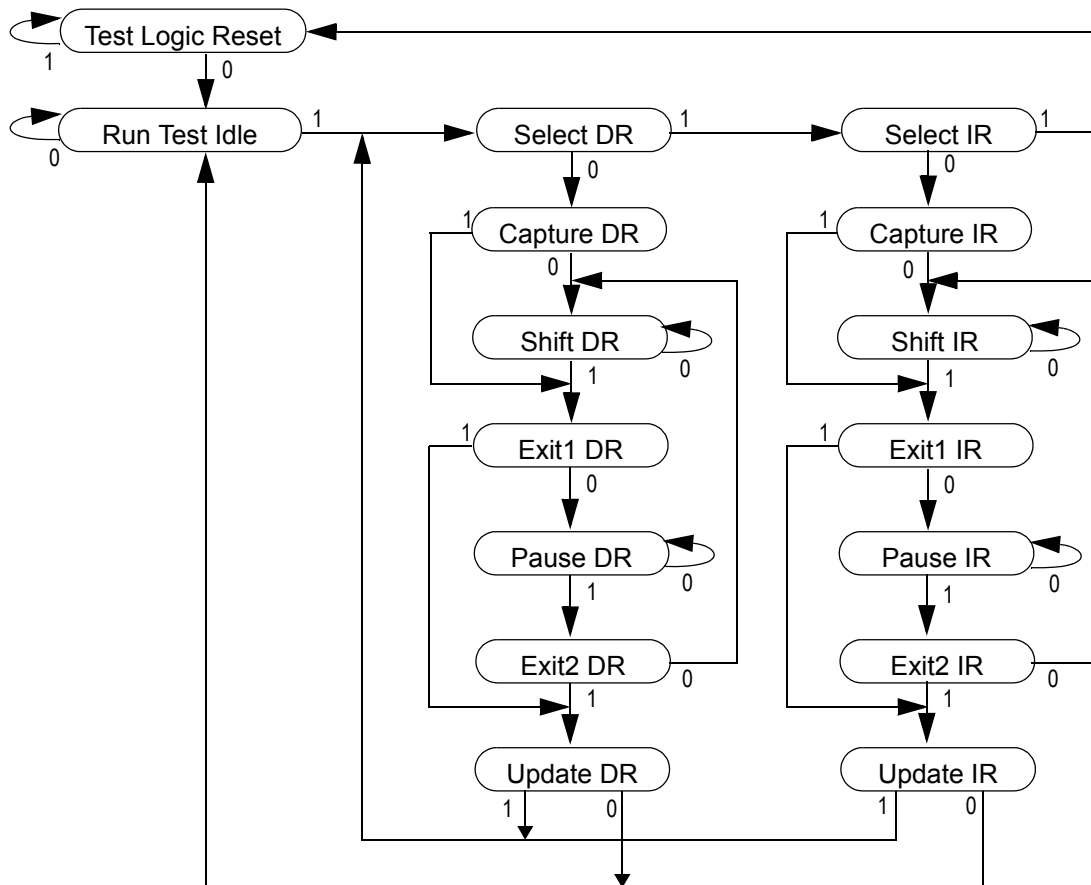 Test Logic Reset
1
0
Run Test Idle
0
1
Select DR
1
0
Select IR
1
0
1
Capture DR
0
1
Capture IR
0
Shift DR
0
1
Shift IR
0
1
1
Exit1 DR
0
1
Exit1 IR
0
Pause DR
0
1
Pause IR
0
1
Exit2 DR
0
1
Exit2 IR
0
1
Update DR
1
0
Update IR
1
0